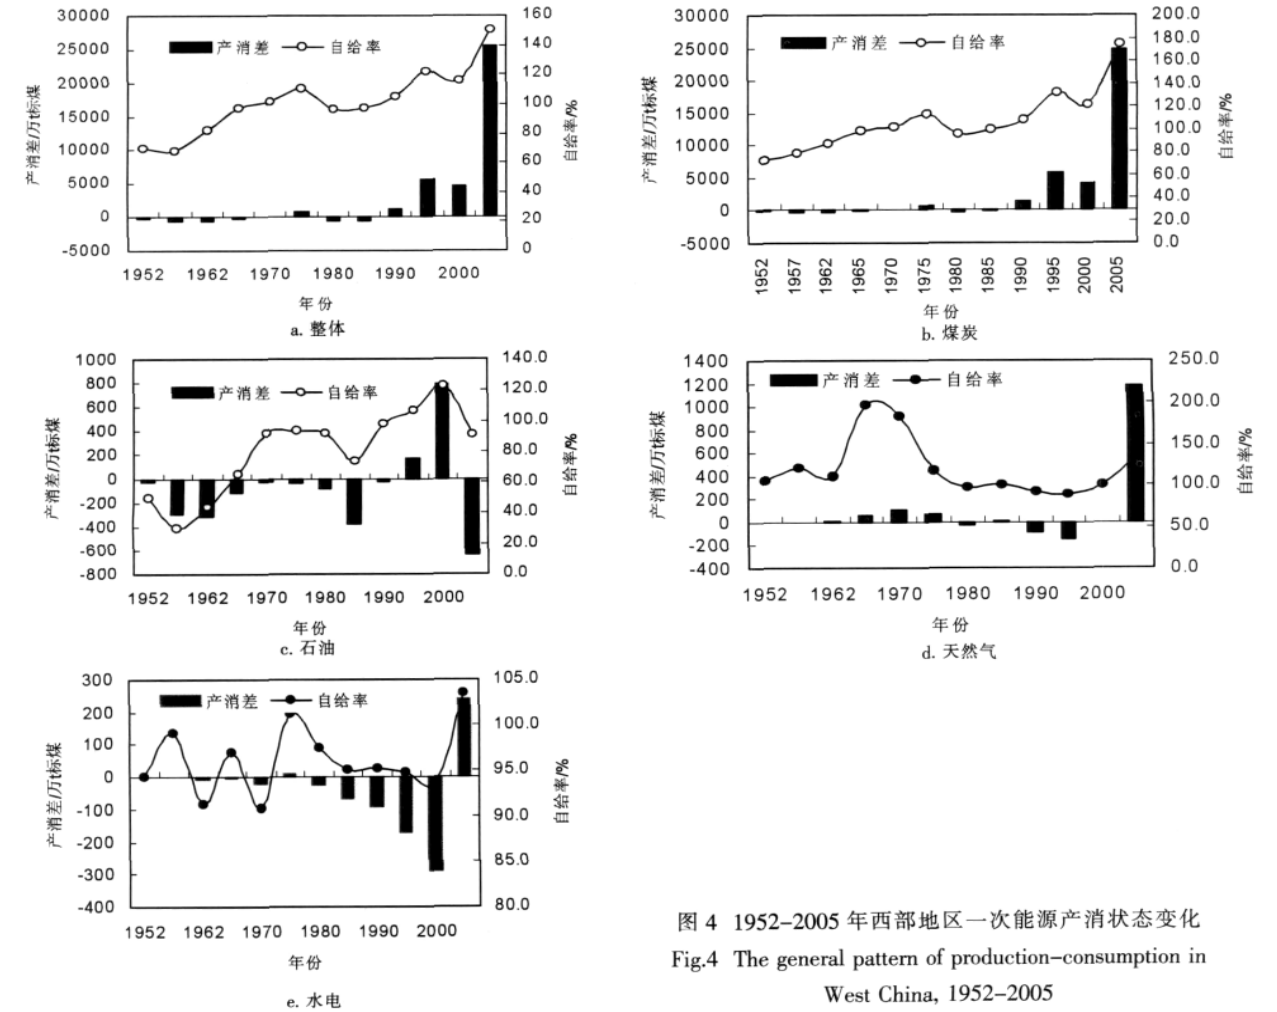 30000
25000
20000
15000
10000
5000
0
-5000
产消差/万t标煤
产消差 自给率
160
140
120
100
80
60
40
20
0
自给率/%
1952 1962 1970 1980 1990 2000
年份
a. 整体
30000
25000
20000
15000
10000
5000
0
-5000
产消差/万t标煤
产消差 自给率
200.0
180.0
160.0
140.0
120.0
100.0
80.0
60.0
40.0
20.0
0.0
自给率/%
1952 1957 1962 1965 1970 1975 1980 1985 1990 1995 2000 2005
年份
b. 煤炭
1000
800
600
400
200
0
-200
-400
-600
-800
产消差/万t标煤
产消差 自给率
140.0
120.0
100.0
80.0
60.0
40.0
20.0
0.0
自给率/%
1952 1962 1970 1980 1990 2000
年份
c. 石油
1400
1200
1000
800
600
400
200
0
-200
-400
产消差/万t标煤
产消差 自给率
250.0
200.0
150.0
100.0
50.0
0.0
自给率/%
1952 1962 1970 1980 1990 2000
年份
d. 天然气
300
200
100
0
-100
-200
-300
-400
产消差/万t标煤
产消差 自给率
105.0
100.0
95.0
90.0
85.0
80.0
自给率/%
1952 1962 1970 1980 1990 2000
年份
e. 水电
图 4 1952-2005 年西部地区一次能源产消状态变化
Fig.4 The general pattern of production-consumption in
West China, 1952-2005